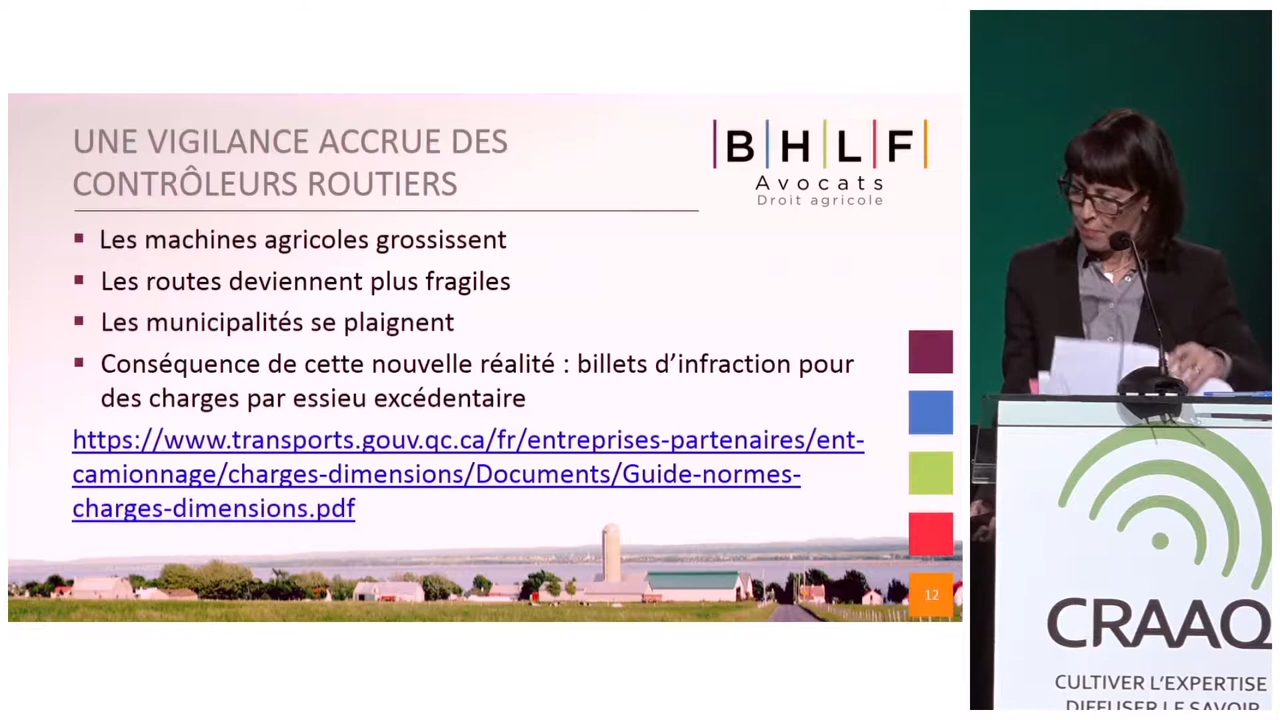 UNE VIGILANCE ACCRUE DES
CONTRÔLEURS ROUTIERS
BHLF
Avocats
Droit agricole
▪ Les machines agricoles grossissent
▪ Les routes deviennent plus fragiles
▪ Les municipalités se plaignent
▪ Conséquence de cette nouvelle réalité : billets d'infraction pour
des charges par essieu excédentaire
https://www.transports.gouv.qc.ca/fr/entreprises-partenaires/ent-
camionnage/charges-dimensions/Documents/Guide-normes-
charges-dimensions.pdf
12
CRAAQ
CULTIVER L'EXPERTISE
DIFFUSER LE SAVOIR